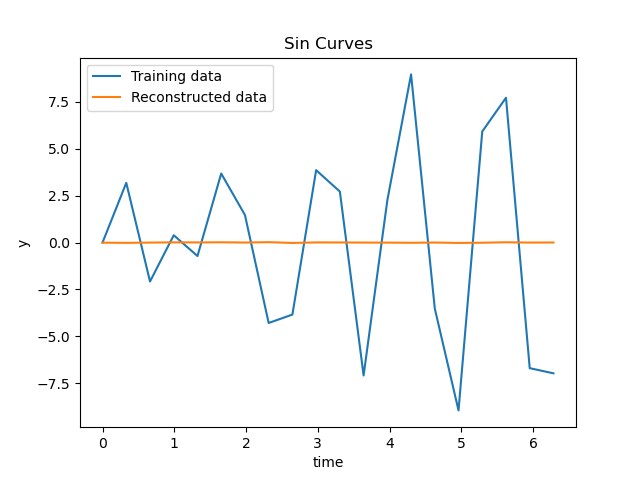 Sin Curves
Training data
Reconstructed data
7.5
5.0
2.5
0.0
−2.5
−5.0
−7.5
y
0 1 2 3 4 5 6
time